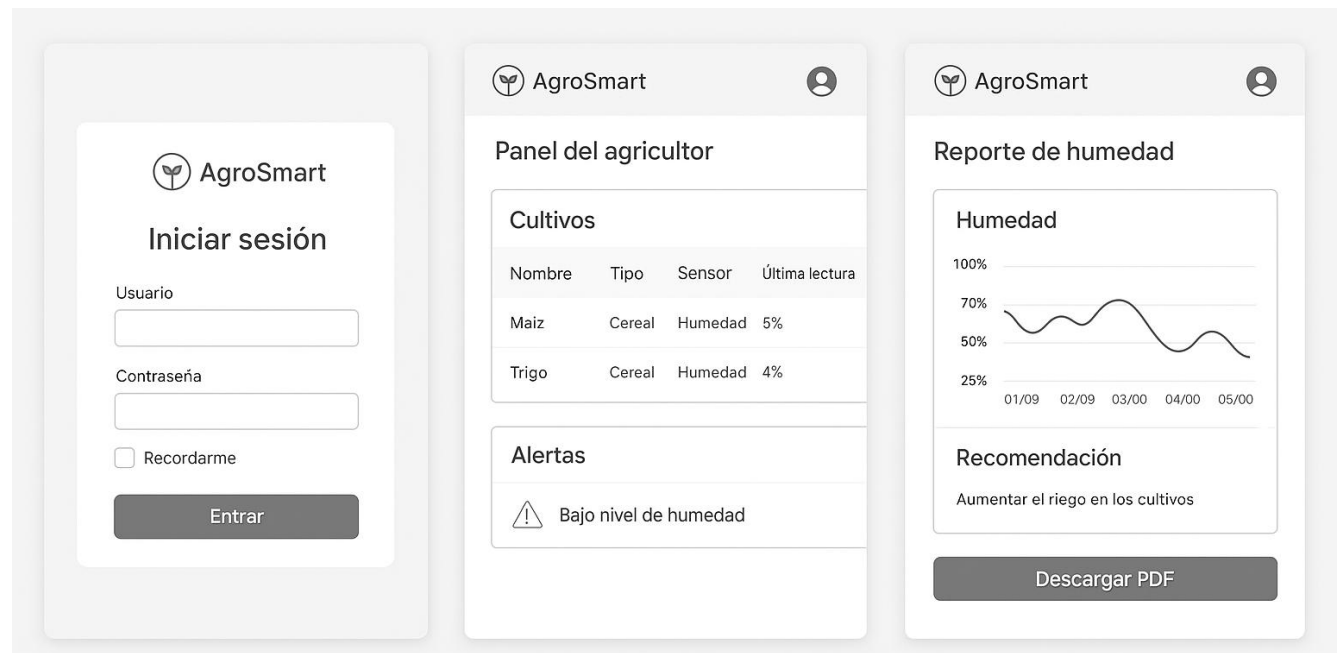 AgroSmart
Iniciar sesión
Usuario
Contraseña
Recordarme
Entrar
AgroSmart
Panel del agricultor
Cultivos
Nombre Tipo Sensor Última lectura
Maiz Cereal Humedad 5%
Trigo Cereal Humedad 4%
Alertas
Bajo nivel de humedad
AgroSmart
Reporte de humedad
Humedad
100%
70%
50%
25%
01/09 02/09 03/00 04/00 05/00
Recomendación
Aumentar el riego en los cultivos
Descargar PDF